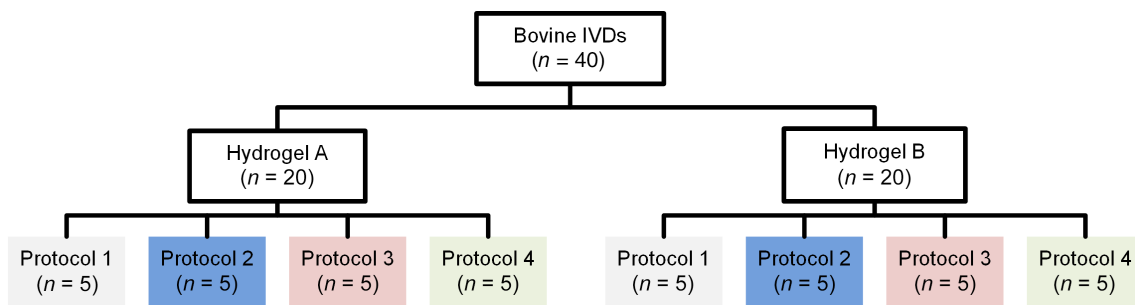 Bovine IVDs
(n = 40)
Hydrogel A
(n = 20)
Hydrogel B
(n = 20)
Protocol 1
(n = 5)
Protocol 2
(n = 5)
Protocol 3
(n = 5)
Protocol 4
(n = 5)
Protocol 1
(n = 5)
Protocol 2
(n = 5)
Protocol 3
(n = 5)
Protocol 4
(n = 5)